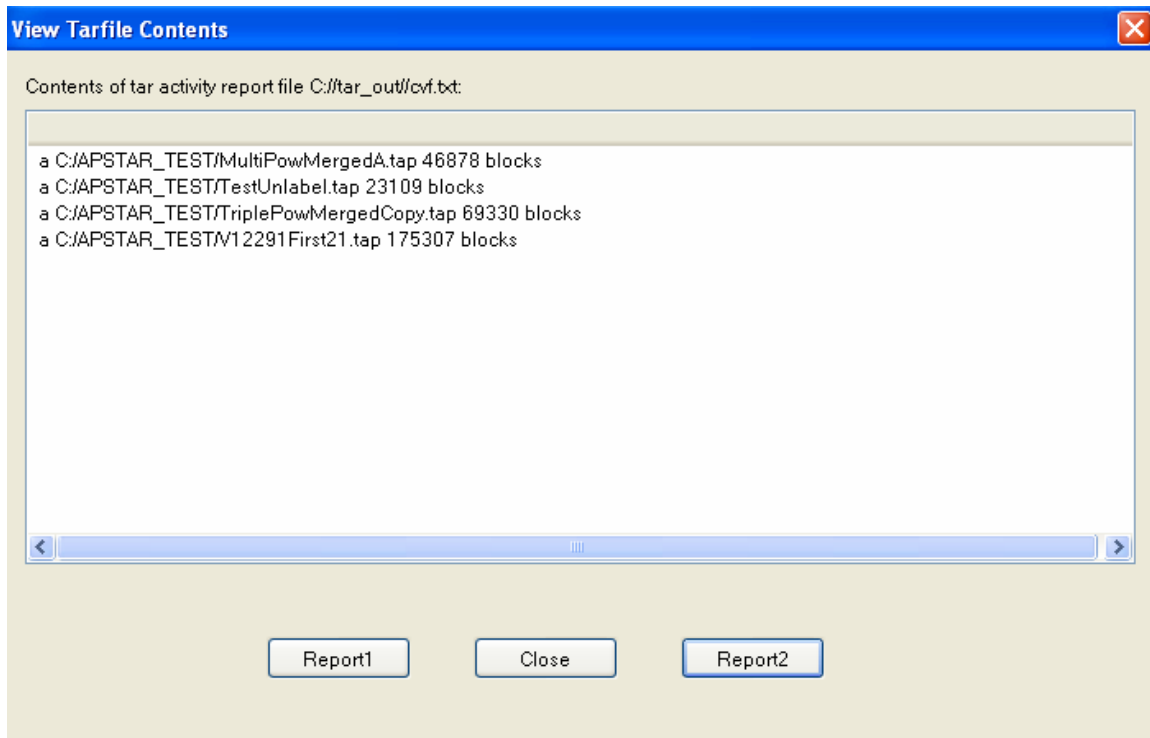 View Tarfile Contents
Contents of tar activity report file C://tar_out//cvf.txt:
a C:/APSTAR_TEST/MultiPowMergedA.tap 46878 blocks
a C:/APSTAR_TEST/TestUnlabel.tap 23109 blocks
a C:/APSTAR_TEST/TriplePowMergedCopy.tap 69330 blocks
a C:/APSTAR_TEST/V12291First21.tap 175307 blocks
Report1 Close Report2